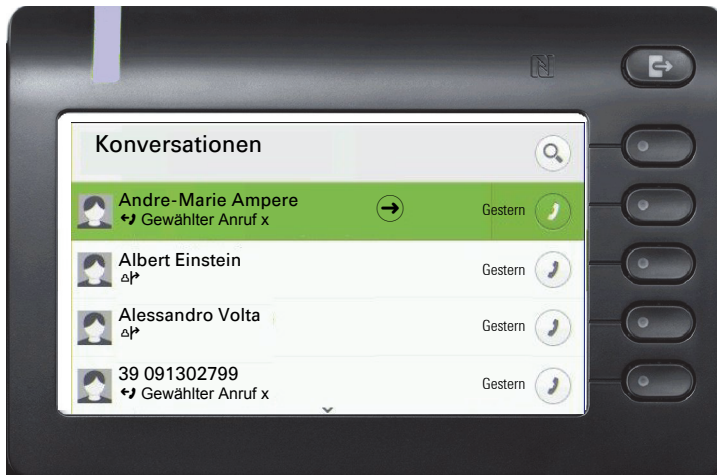 Konversationen
Andre-Marie Ampere
Gewählter Anruf x
Gestern
Albert Einstein
Gestern
Alessandro Volta
Gestern
39 091302799
Gewählter Anruf x
Gestern